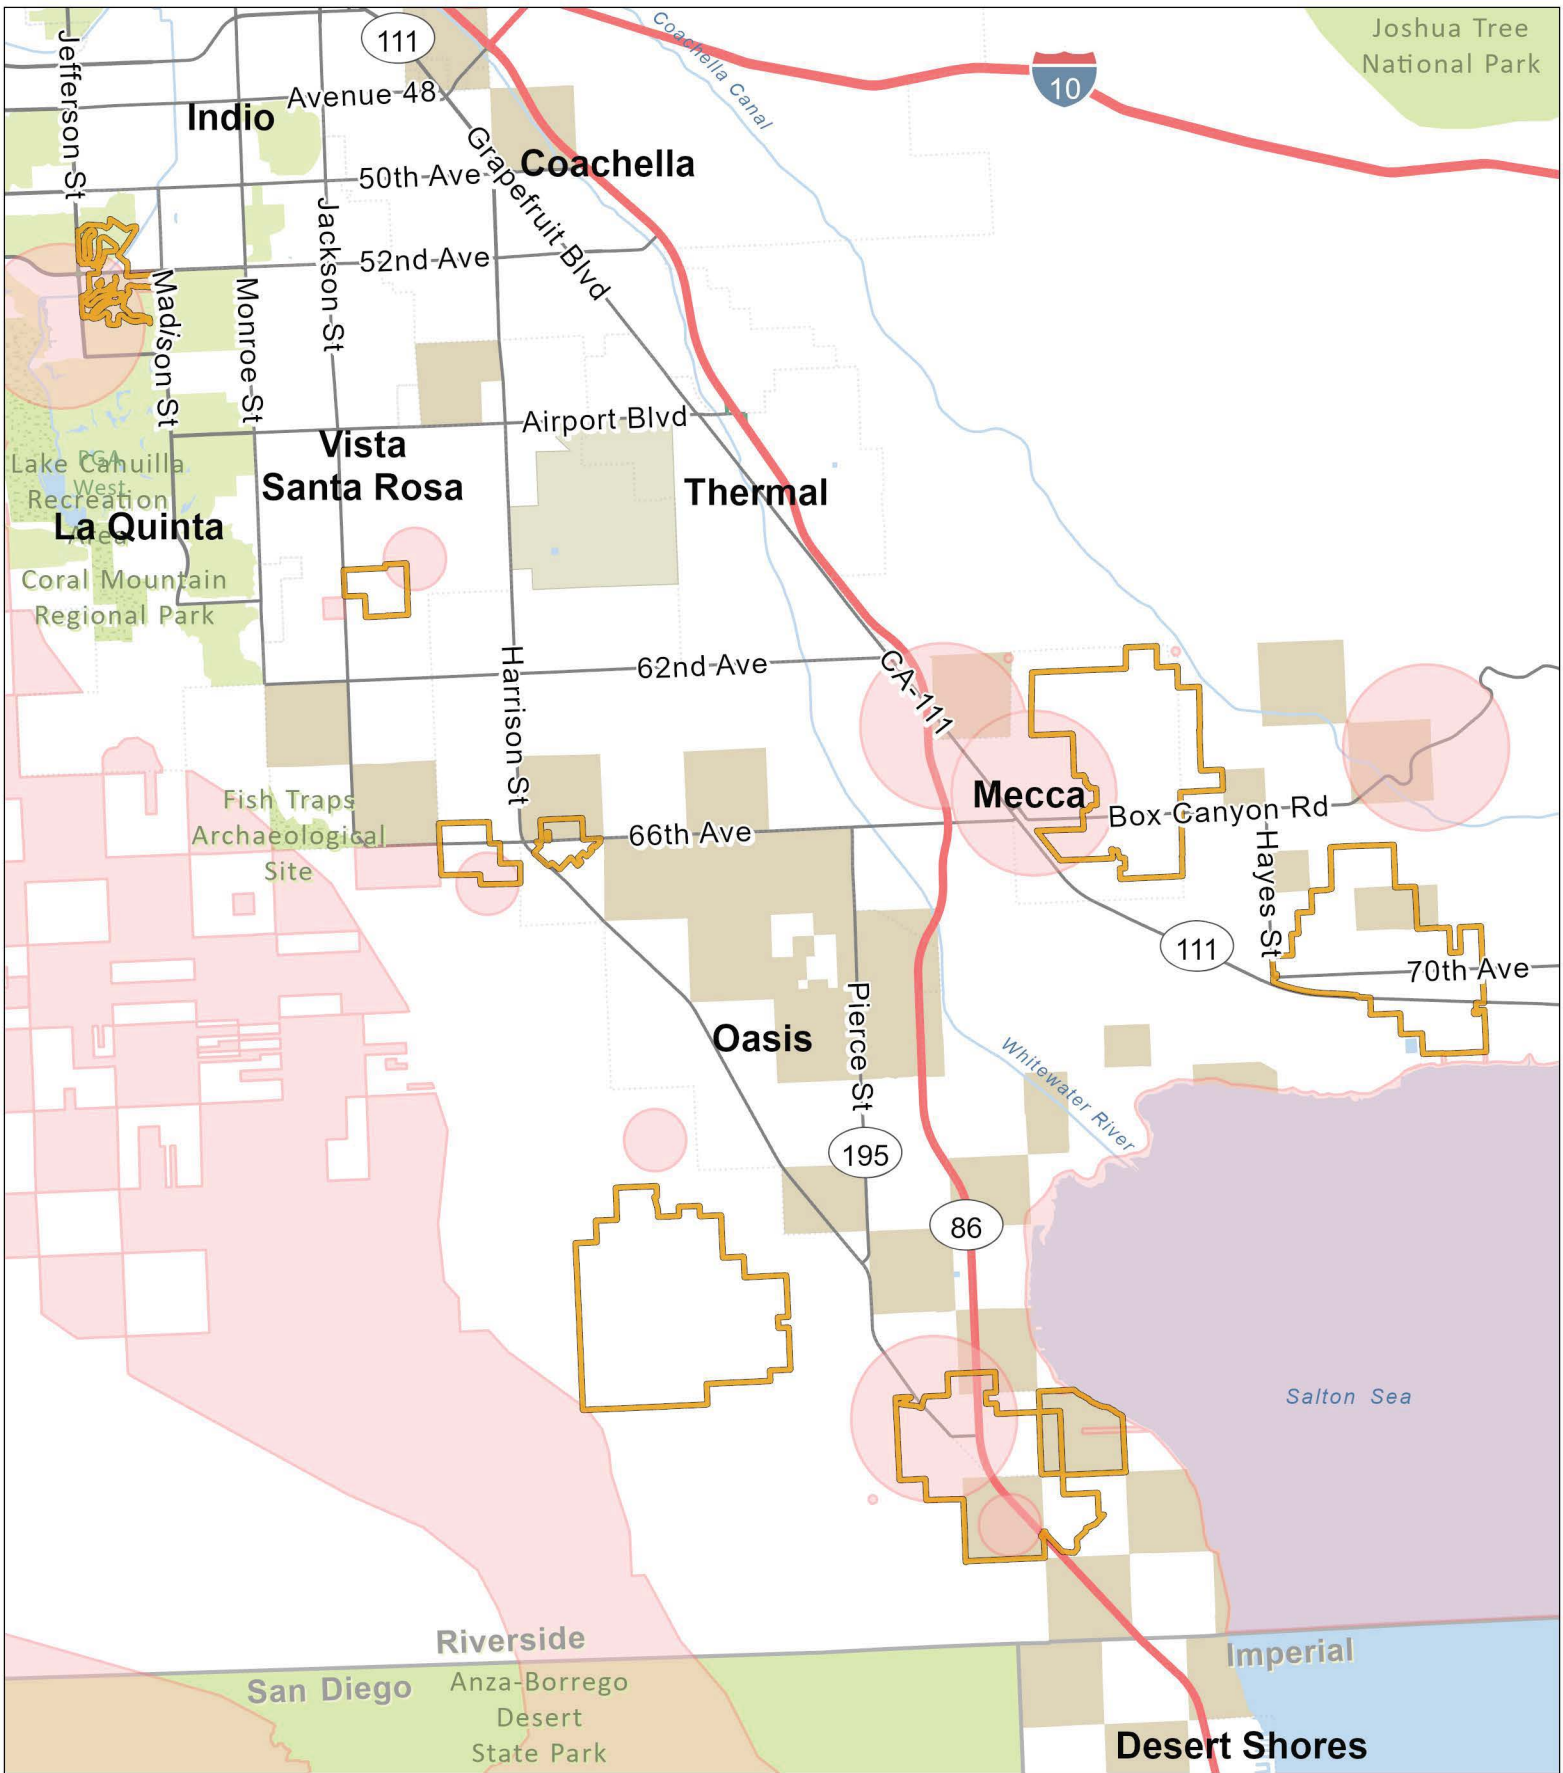 111
Coachella Canal
Joshua Tree
National Park
10
Jefferson St
Avenue 48
Indio
Grapefruit Blvd
Coachella
50th Ave
Jackson St
52nd Ave
Madison St
Monroe St
Airport Blvd
Vista
Santa Rosa
Lake Cahuilla
PGA
West
Recreation
Area
La Quinta
Thermal
Coral Mountain
Regional Park
Harrison St
62nd Ave
CA-111
Mecca
Box Canyon Rd
Fish Traps
Archaeological
Site
66th Ave
Hayes St
111
70th Ave
Pierce St
Oasis
Whitewater River
195
86
Salton Sea
Riverside
San Diego
Imperial
Anza-Borrego
Desert
State Park
Desert Shores